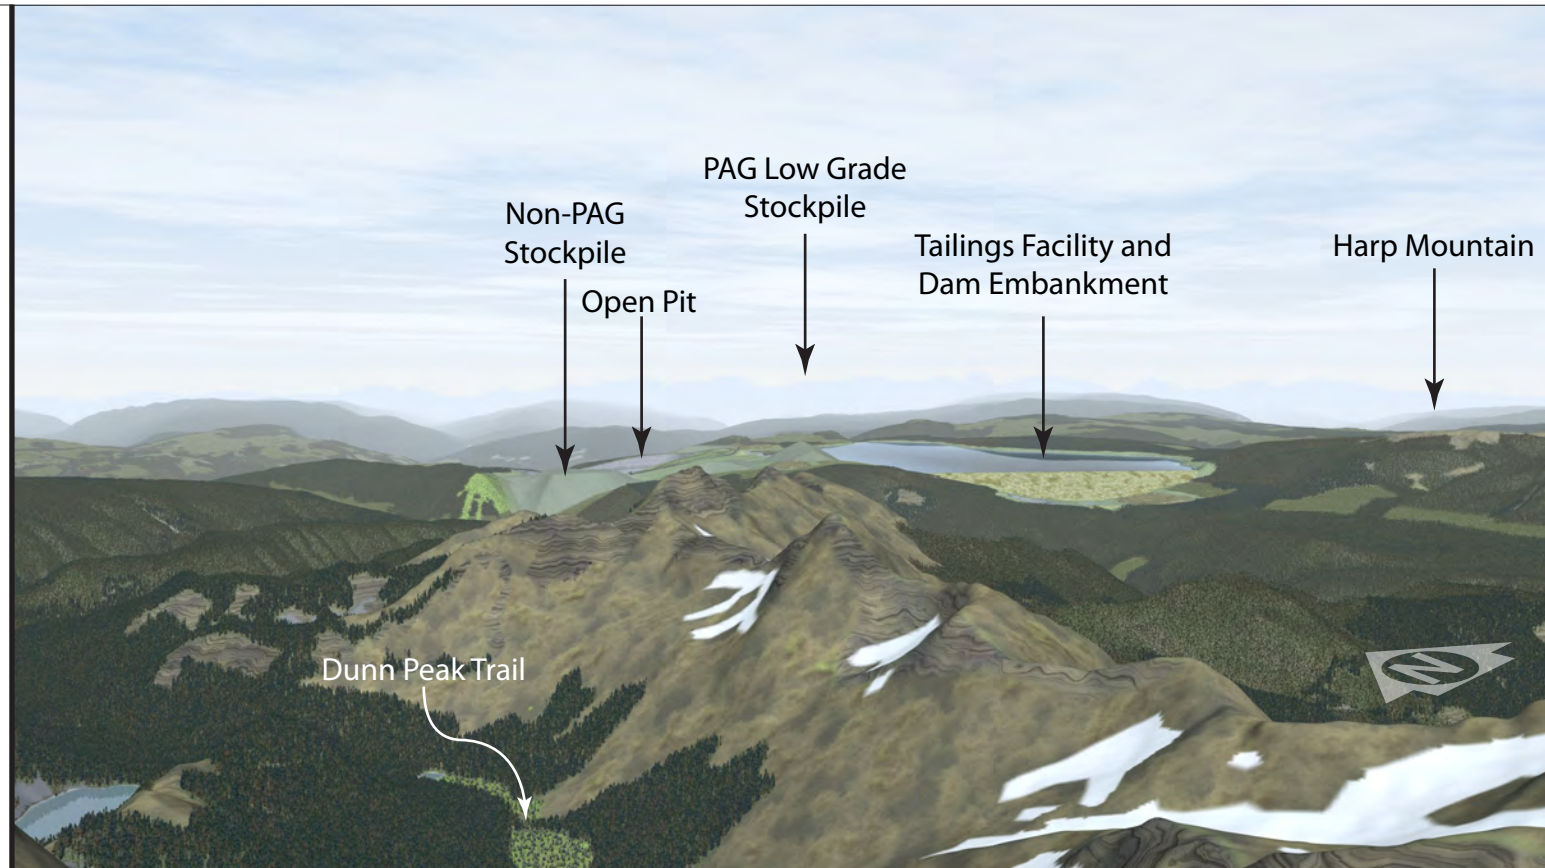 PAG Low Grade
Stockpile
Non-PAG
Stockpile
Open Pit
Tailings Facility and
Dam Embankment
Harp Mountain
Dunn Peak Trail
N